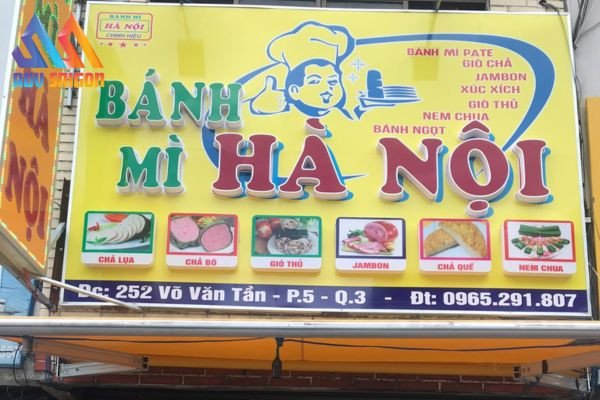 BÁNH MÌ
HÀ NỘI
CHÍNH HIỆU
ADV SAIGON
BÁNH MÌ PATE
GIÒ CHẢ
JAMBON
XÚC XÍCH
GIÒ THỦ
NEM CHUA
BÁNH NGỌT
BÁNH
MÌ HÀ NỘI
CHẢ LỤA
CHẢ BÒ
GIÒ THỦ
JAMBON
CHẢ QUẾ
NEM CHUA
Đc: 252 Võ Văn Tần - P.5 - Q.3 - Đt: 0965.291.807